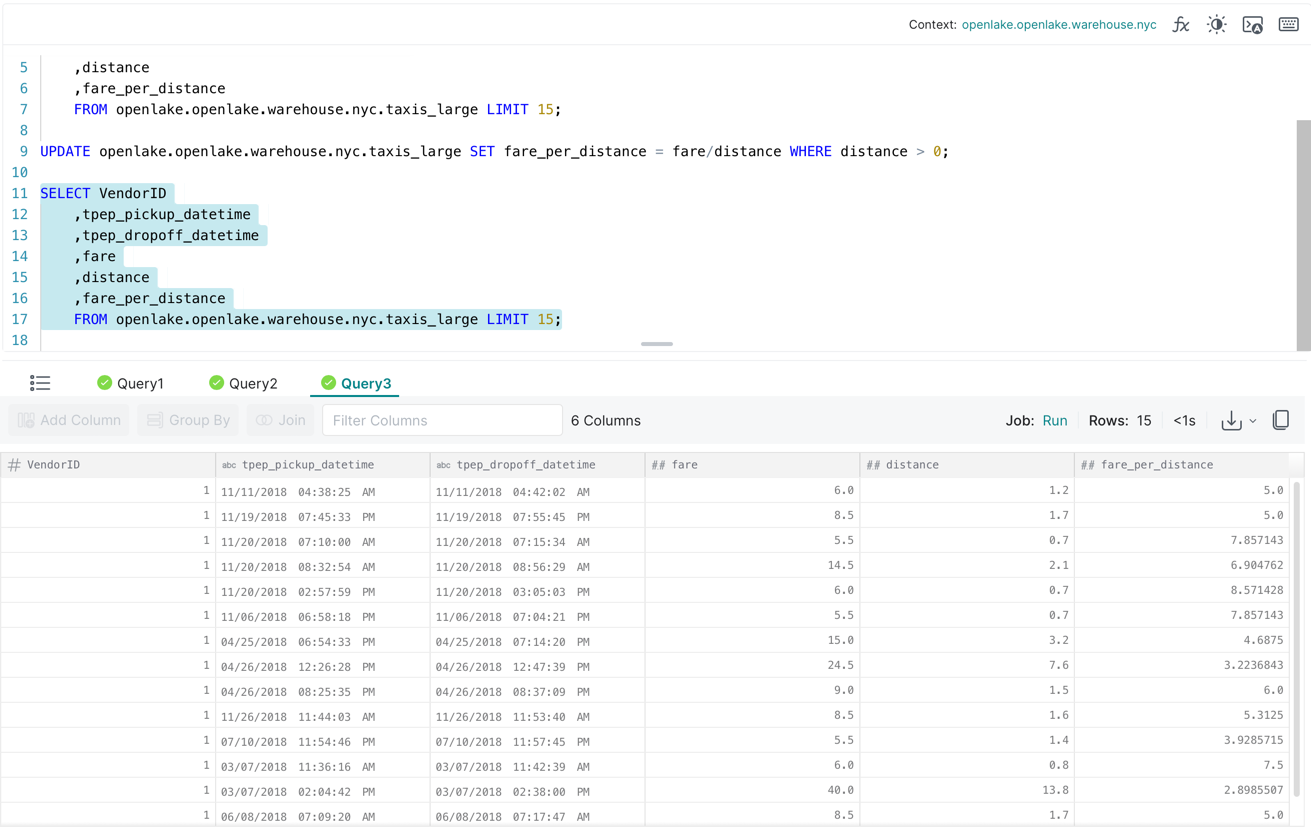 Context: openlake.openlake.warehouse.nyc fx
5 ,distance
6 ,fare_per_distance
7 FROM openlake.openlake.warehouse.nyc.taxis_large LIMIT 15;
8
9 UPDATE openlake.openlake.warehouse.nyc.taxis_large SET fare_per_distance = fare/distance WHERE distance > 0;
10
11 SELECT VendorID
12 ,tpep_pickup_datetime
13 ,tpep_dropoff_datetime
14 ,fare
15 ,distance
16 ,fare_per_distance
17 FROM openlake.openlake.warehouse.nyc.taxis_large LIMIT 15;
18
Query1 Query2 Query3
Add Column Group By Join Filter Columns 6 Columns Job: Run Rows: 15 <1s
# VendorID abc tpep_pickup_datetime abc tpep_dropoff_datetime ## fare ## distance ## fare_per_distance
1 11/11/2018 04:38:25 AM 11/11/2018 04:42:02 AM 6.0 1.2 5.0
1 11/19/2018 07:45:33 PM 11/19/2018 07:55:45 PM 8.5 1.7 5.0
1 11/20/2018 07:10:00 AM 11/20/2018 07:15:34 AM 5.5 0.7 7.857143
1 11/20/2018 08:32:54 AM 11/20/2018 08:56:29 AM 14.5 2.1 6.904762
1 11/20/2018 02:57:59 PM 11/20/2018 03:05:03 PM 6.0 0.7 8.571428
1 11/06/2018 06:58:18 PM 11/06/2018 07:04:21 PM 5.5 0.7 7.857143
1 04/25/2018 06:54:33 PM 04/25/2018 07:14:20 PM 15.0 3.2 4.6875
1 04/26/2018 12:26:28 PM 04/26/2018 12:47:39 PM 24.5 7.6 3.2236843
1 04/26/2018 08:25:35 PM 04/26/2018 08:37:09 PM 9.0 1.5 6.0
1 11/26/2018 11:44:03 AM 11/26/2018 11:53:40 AM 8.5 1.6 5.3125
1 07/10/2018 11:54:46 PM 07/10/2018 11:57:45 PM 5.5 1.4 3.9285715
1 03/07/2018 11:36:16 AM 03/07/2018 11:42:39 AM 6.0 0.8 7.5
1 03/07/2018 02:04:42 PM 03/07/2018 02:38:00 PM 40.0 13.8 2.8985507
1 06/08/2018 07:09:20 AM 06/08/2018 07:17:47 AM 8.5 1.7 5.0